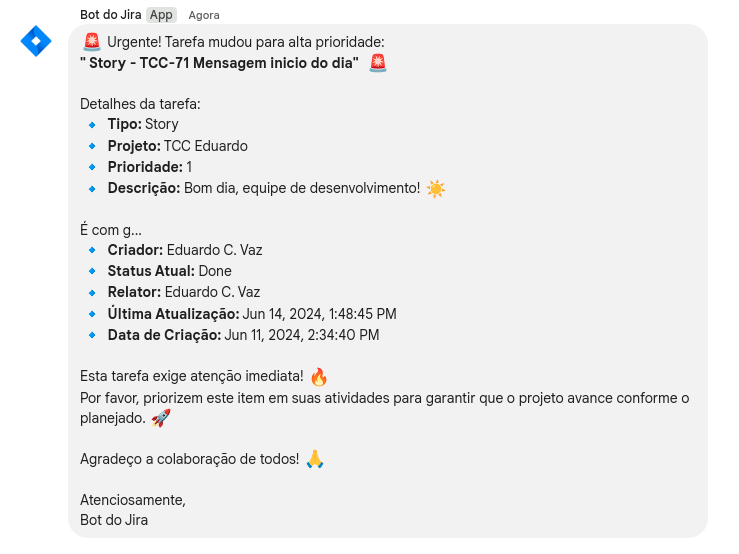 Bot do Jira App Agora
🚨 Urgente! Tarefa mudou para alta prioridade:
" Story - TCC-71 Mensagem inicio do dia" 🚨
Detalhes da tarefa:
🔹 Tipo: Story
🔹 Projeto: TCC Eduardo
🔹 Prioridade: 1
🔹 Descrição: Bom dia, equipe de desenvolvimento! ☀️
É com g...
🔹 Criador: Eduardo C. Vaz
🔹 Status Atual: Done
🔹 Relator: Eduardo C. Vaz
🔹 Última Atualização: Jun 14, 2024, 1:48:45 PM
🔹 Data de Criação: Jun 11, 2024, 2:34:40 PM
Esta tarefa exige atenção imediata! 🔥
Por favor, priorizem este item em suas atividades para garantir que o projeto avance conforme o
planejado. 🚀
Agradeço a colaboração de todos! 🙏
Atenciosamente,
Bot do Jira